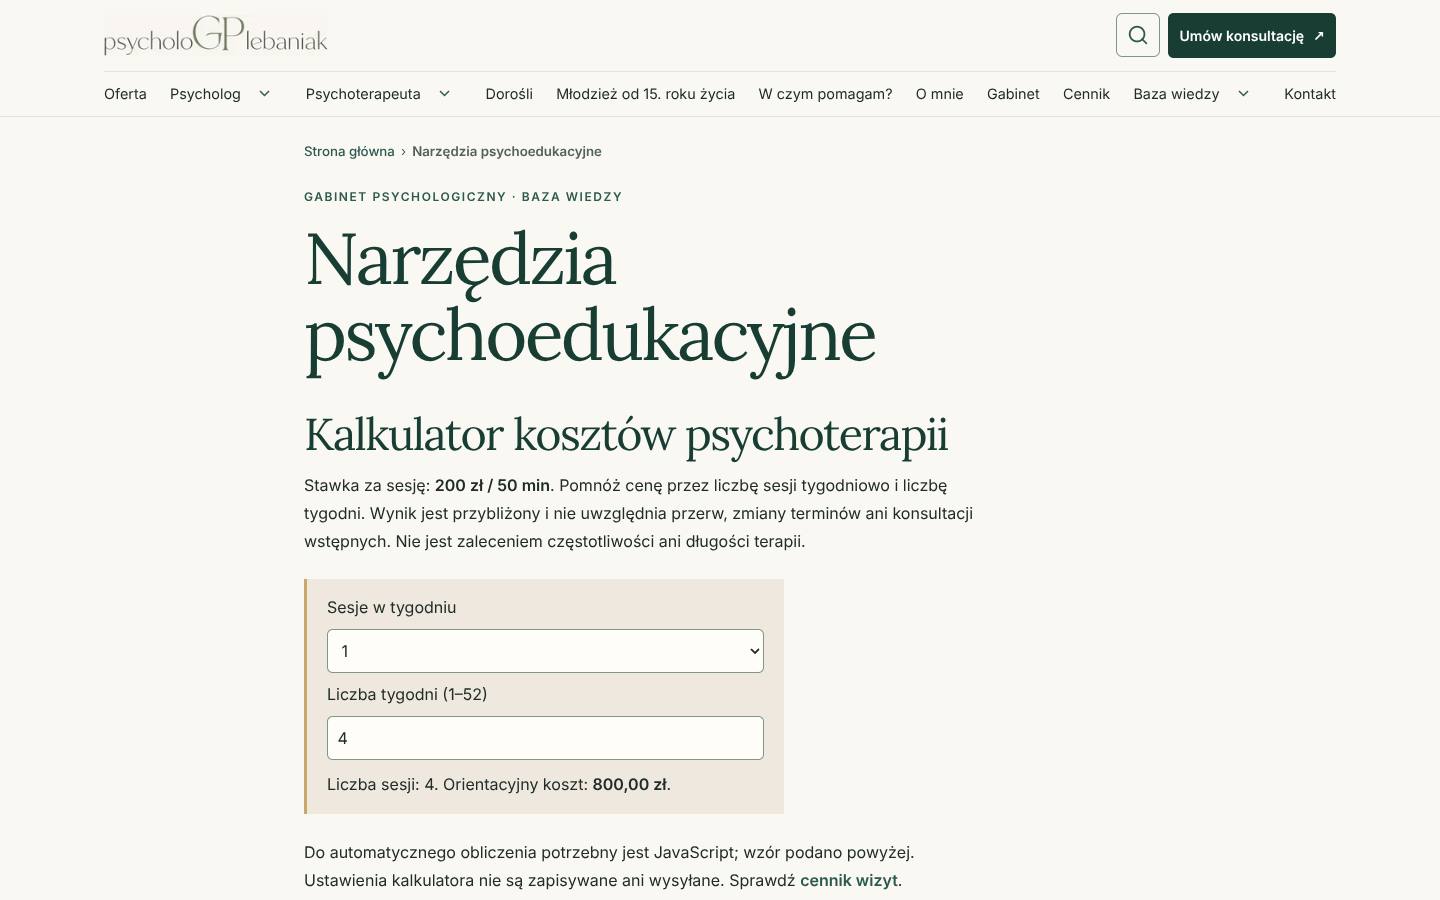 psycholoGPlebaniak
Umów konsultację ↗
Oferta Psycholog Psychoterapeuta Dorośli Młodzież od 15. roku życia W czym pomagam? O mnie Gabinet Cennik Baza wiedzy Kontakt
Strona główna › Narzędzia psychoedukacyjne
GABINET PSYCHOLOGICZNY · BAZA WIEDZY
Narzędzia
psychoedukacyjne
Kalkulator kosztów psychoterapii
Stawka za sesję: 200 zł / 50 min. Pomnóż cenę przez liczbę sesji tygodniowo i liczbę
tygodni. Wynik jest przybliżony i nie uwzględnia przerw, zmiany terminów ani konsultacji
wstępnych. Nie jest zaleceniem częstotliwości ani długości terapii.
Sesje w tygodniu
1
Liczba tygodni (1–52)
4
Liczba sesji: 4. Orientacyjny koszt: 800,00 zł.
Do automatycznego obliczenia potrzebny jest JavaScript; wzór podano powyżej.
Ustawienia kalkulatora nie są zapisywane ani wysyłane. Sprawdź cennik wizyt.